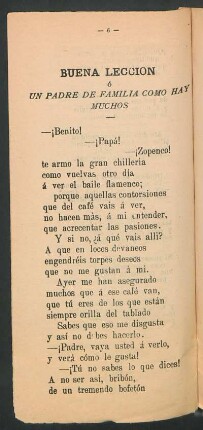 — 6 —
BUENA LECCION
ó
UN PADRE DE FAMILIA COMO HAY
MUCHOS
—¡Benito!
—¡Papá!
—¡Zopenco!
te armo la gran chillería
como vuelvas otro día
á ver el baile flamenco;
porque aquellas contorsiones
que del café vais á ver,
no hacen más, á mi entender,
que acrecentar las pasiones.
Y si no, ¿á qué vais allí?
A que en locos devaneos
engendréis torpes deseos
que no me gustan á mí.
Ayer me han asegurado
muchos que á ese café van,
que tú eres de los que están
siempre orilla del tablado
Sabes que eso me disgusta
y así no debes hacerlo.
—¡Padre, vaya usted á verlo,
y verá cómo le gusta!
—¡Tú no sabes lo que dices!
A no ser así, bribón,
de un tremendo bofetón